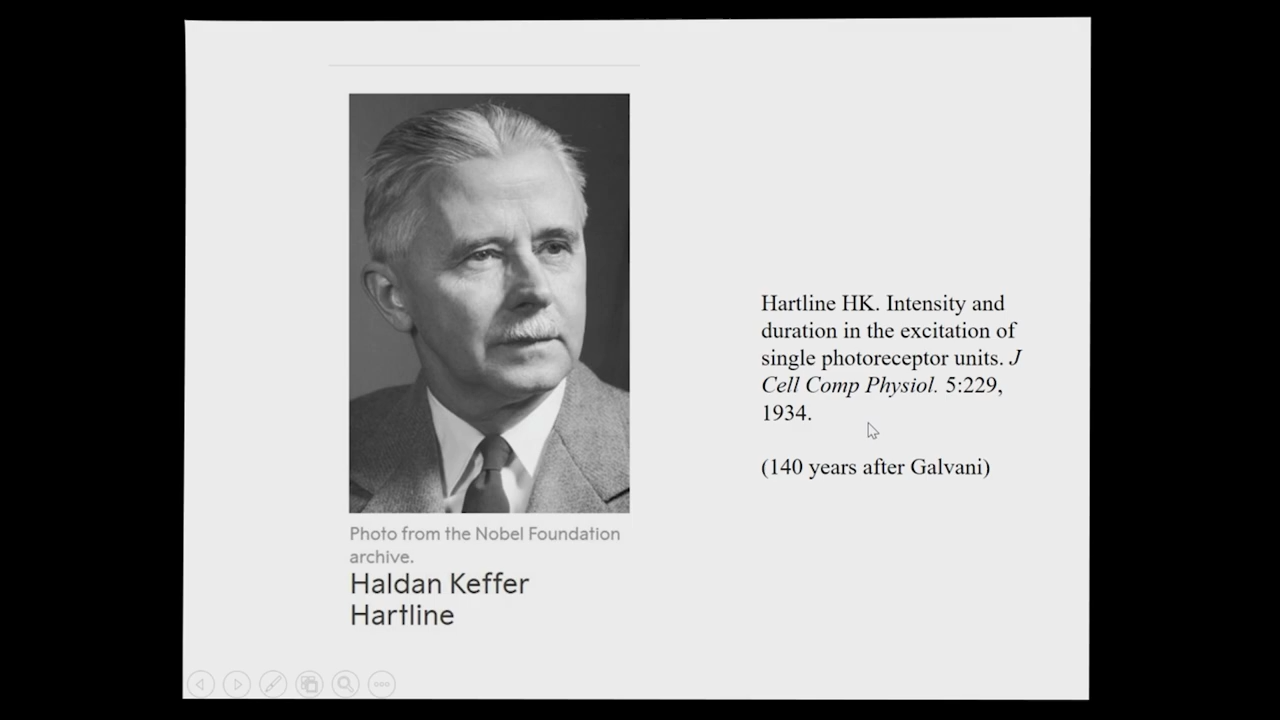 Hartline HK. Intensity and
duration in the excitation of
single photoreceptor units. J
Cell Comp Physiol. 5:229,
1934.
(140 years after Galvani)
Photo from the Nobel Foundation
archive.
Haldan Keffer
Hartline